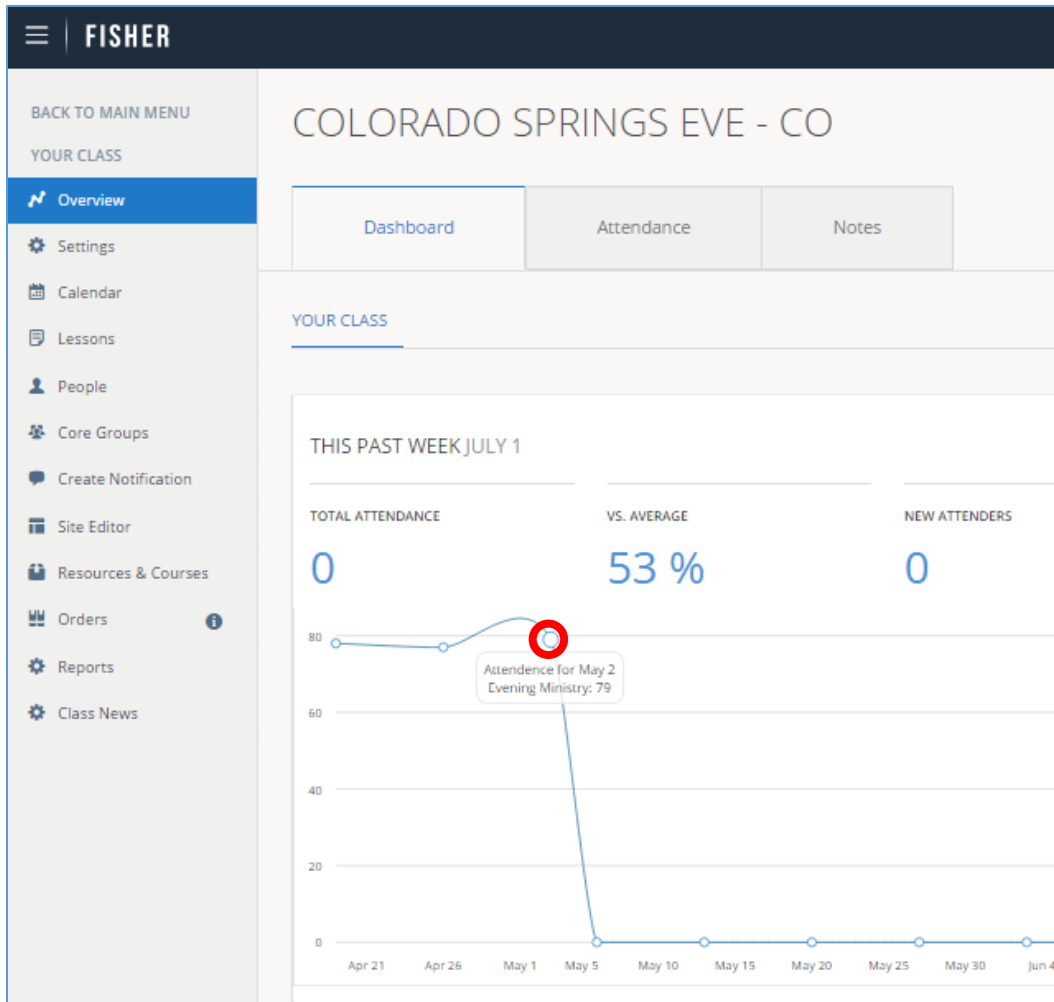 FISHER
BACK TO MAIN MENU
YOUR CLASS
Overview
Settings
Calendar
Lessons
People
Core Groups
Create Notification
Site Editor
Resources & Courses
Orders
Reports
Class News
COLORADO SPRINGS EVE - CO
Dashboard Attendance Notes
YOUR CLASS
THIS PAST WEEK JULY 1
TOTAL ATTENDANCE VS. AVERAGE NEW ATTENDERS
0 53 % 0
80
Attendence for May 2
Evening Ministry: 79
60
40
20
0
Apr 21 Apr 26 May 1 May 5 May 10 May 15 May 20 May 25 May 30 Jun 4